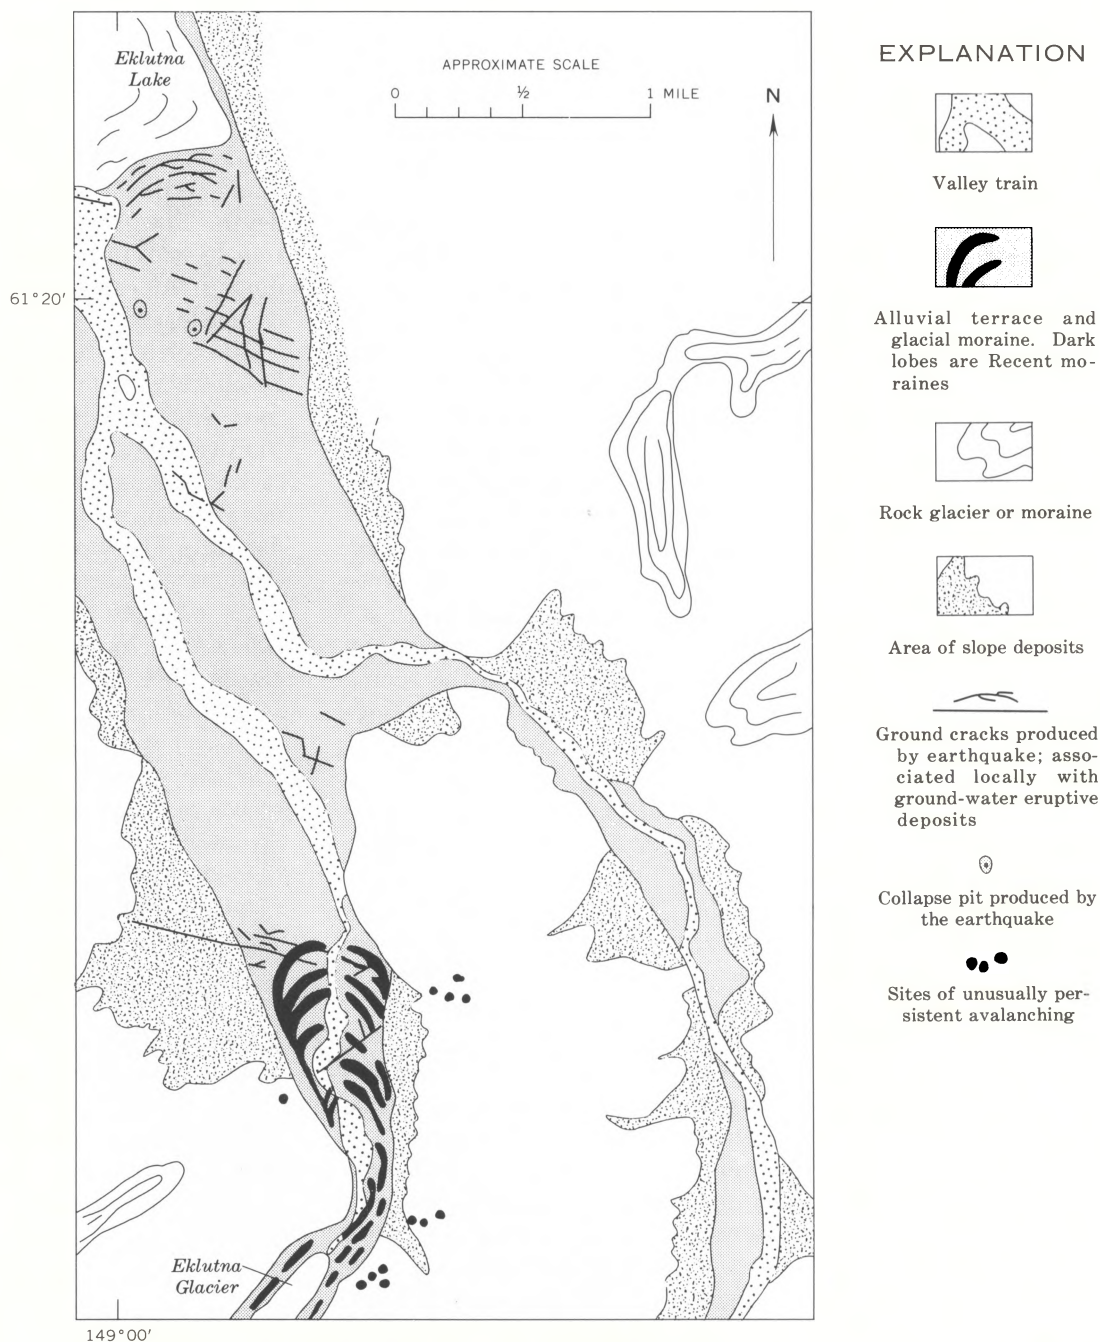 Eklutna
Lake
APPROXIMATE SCALE
0 ½ 1 MILE
N
61°20′
Eklutna
Glacier
149°00′
EXPLANATION
Valley train
Alluvial terrace and
glacial moraine. Dark
lobes are Recent mo-
raines
Rock glacier or moraine
Area of slope deposits
Ground cracks produced
by earthquake; asso-
ciated locally with
ground-water eruptive
deposits
Collapse pit produced by
the earthquake
Sites of unusually per-
sistent avalanching